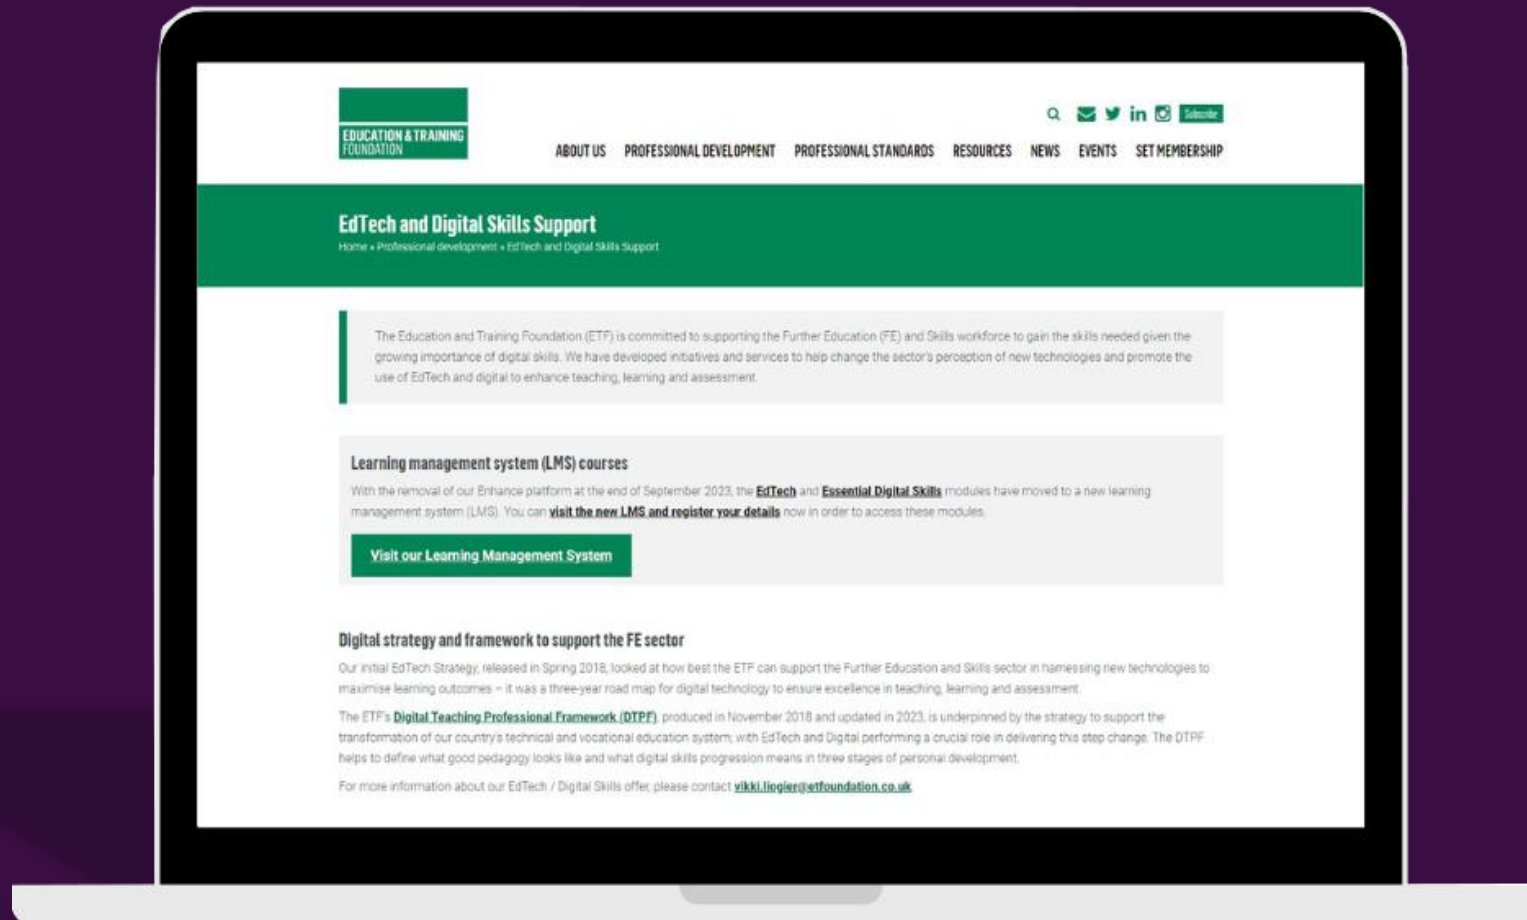 EDUCATION & TRAINING
FOUNDATION
Subscribe
ABOUT US PROFESSIONAL DEVELOPMENT PROFESSIONAL STANDARDS RESOURCES NEWS EVENTS SET MEMBERSHIP
EdTech and Digital Skills Support
Home » Professional development » EdTech and Digital Skills Support
The Education and Training Foundation (ETF) is committed to supporting the Further Education (FE) and Skills workforce to gain the skills needed given the
growing importance of digital skills. We have developed initiatives and services to help change the sector's perception of new technologies and promote the
use of EdTech and digital to enhance teaching, learning and assessment.
Learning management system (LMS) courses
With the removal of our Enhance platform at the end of September 2023, the EdTech and Essential Digital Skills modules have moved to a new learning
management system (LMS). You can visit the new LMS and register your details now in order to access these modules.
Visit our Learning Management System
Digital strategy and framework to support the FE sector
Our initial EdTech Strategy, released in Spring 2018, looked at how best the ETF can support the Further Education and Skills sector in harnessing new technologies to
maximise learning outcomes – it was a three-year road map for digital technology to ensure excellence in teaching, learning and assessment.
The ETF's Digital Teaching Professional Framework (DTPF), produced in November 2018 and updated in 2023, is underpinned by the strategy to support the
transformation of our country's technical and vocational education system; with EdTech and Digital performing a crucial role in delivering this step change. The DTPF
helps to define what good pedagogy looks like and what digital skills progression means in three stages of personal development.
For more information about our EdTech / Digital Skills offer, please contact vikki.liogier@etfoundation.co.uk